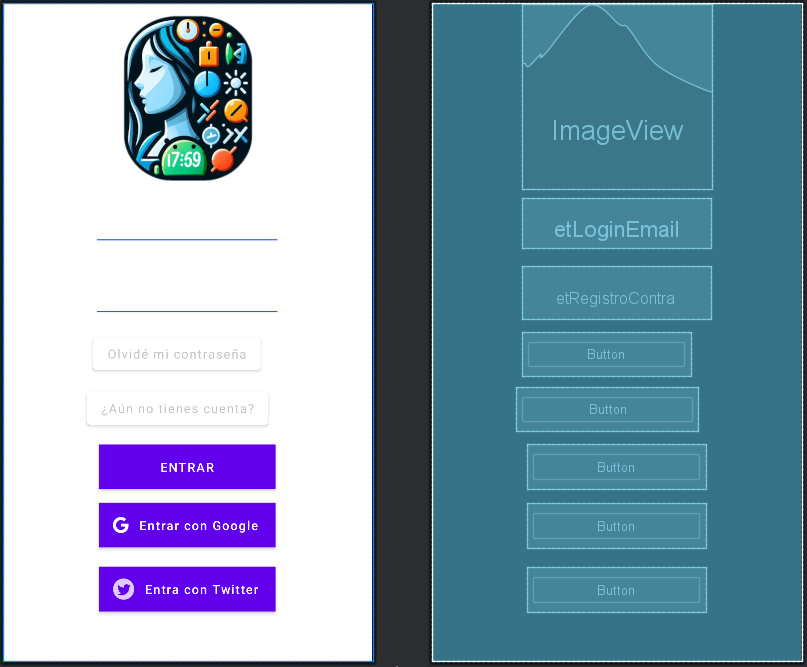 17:59
Olvidé mi contraseña
¿Aún no tienes cuenta?
ENTRAR
G Entrar con Google
Entra con Twitter
ImageView
etLoginEmail
etRegistroContra
Button
Button
Button
Button
Button